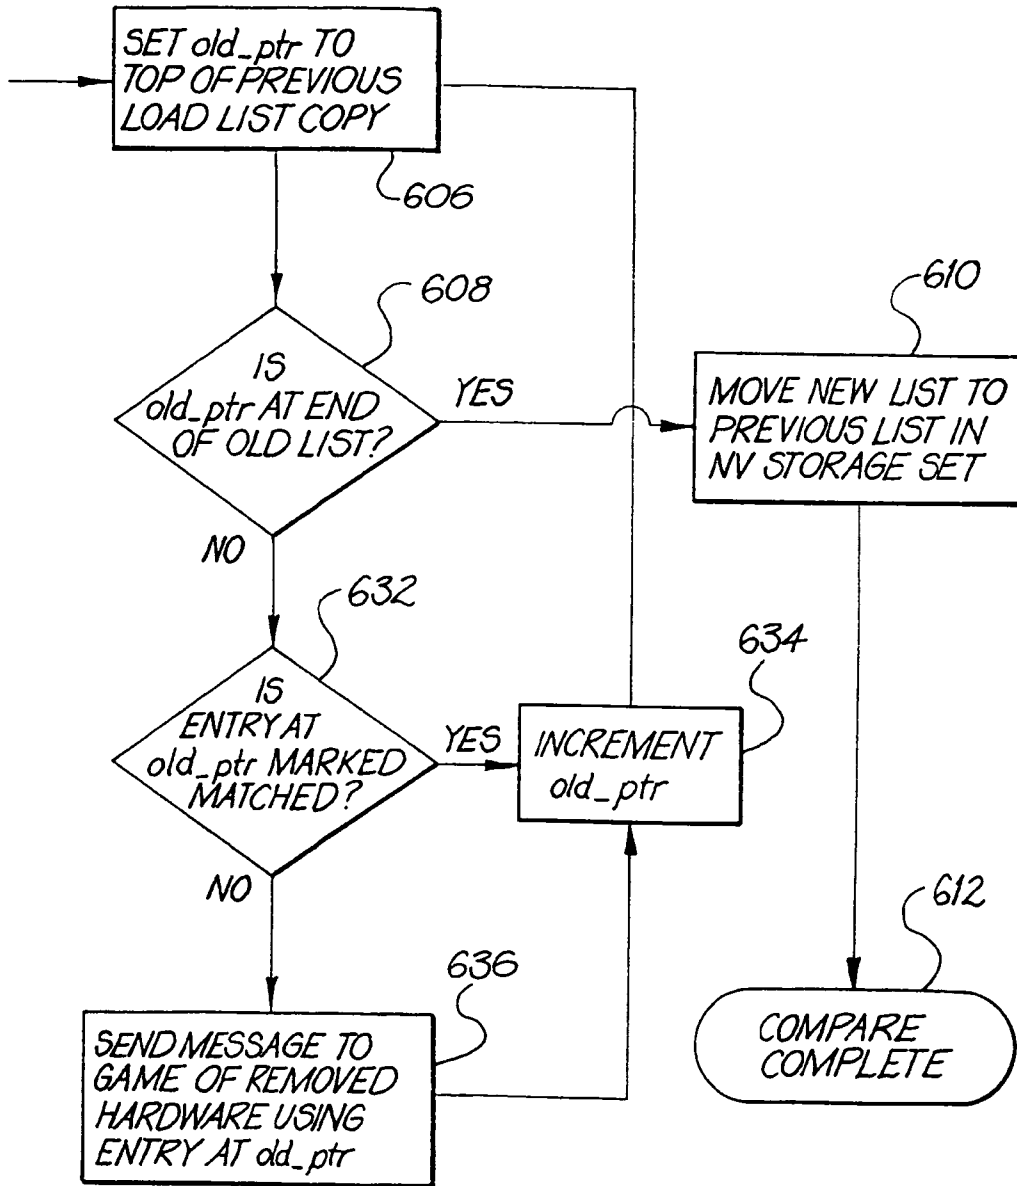 SET old_ptr TO
TOP OF PREVIOUS
LOAD LIST COPY
606
608
IS
old_ptr AT END
OF OLD LIST?
YES
NO
610
MOVE NEW LIST TO
PREVIOUS LIST IN
NV STORAGE SET
632
IS
ENTRY AT
old_ptr MARKED
MATCHED?
YES
NO
634
INCREMENT
old_ptr
636
SEND MESSAGE TO
GAME OF REMOVED
HARDWARE USING
ENTRY AT old_ptr
612
COMPARE
COMPLETE